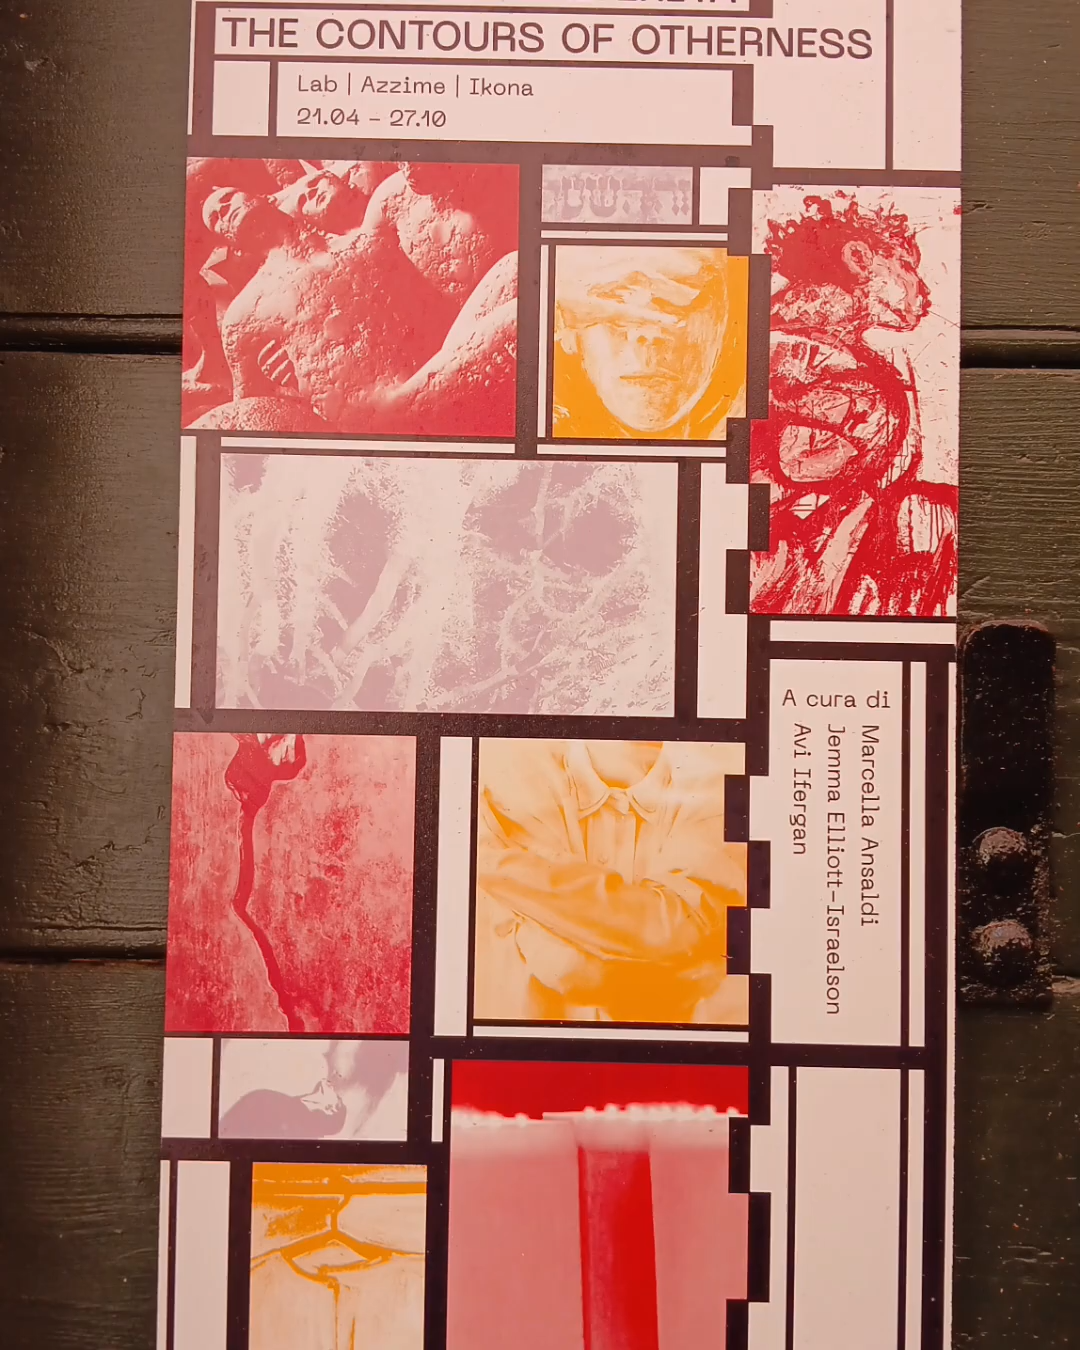 THE CONTOURS OF OTHERNESS
Lab | Azzime | Ikona
21.04 – 27.10
A cura di
Marcella Ansaldi
Jemma Elliott-Israelson
Avi Ifergan